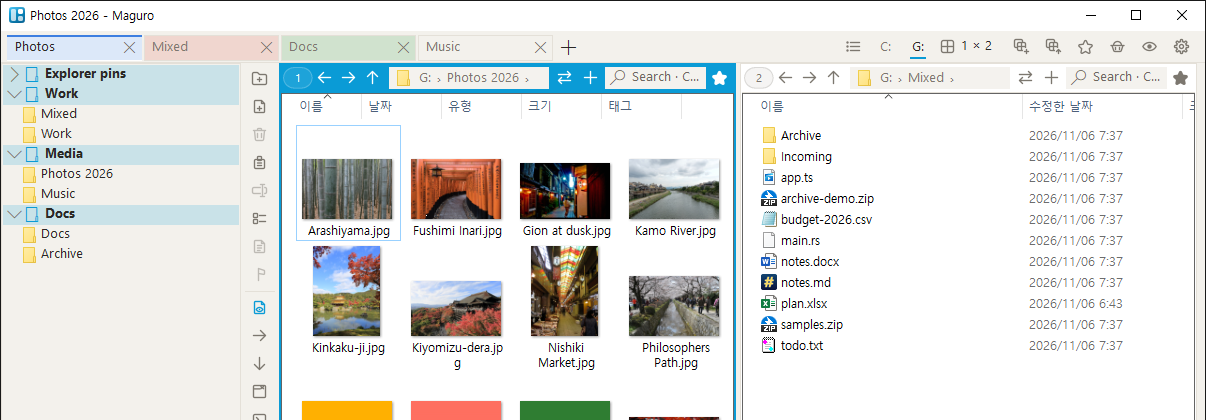 Photos 2026 - Maguro
Photos
Mixed
Docs
Music
C:
G:
1 × 2
Explorer pins
Work
Mixed
Work
Media
Photos 2026
Music
Docs
Docs
Archive
1
G: › Photos 2026 ›
Search · C...
이름
날짜
유형
크기
태그
Arashiyama.jpg
Fushimi Inari.jpg
Gion at dusk.jpg
Kamo River.jpg
Kinkaku-ji.jpg
Kiyomizu-dera.jp
g
Nishiki
Market.jpg
Philosophers
Path.jpg
2
G: › Mixed ›
Search · C...
이름 수정한 날짜
Archive 2026/11/06 7:37
Incoming 2026/11/06 7:37
app.ts 2026/11/06 7:37
archive-demo.zip 2026/11/06 7:37
budget-2026.csv 2026/11/06 7:37
main.rs 2026/11/06 7:37
notes.docx 2026/11/06 7:37
notes.md 2026/11/06 7:37
plan.xlsx 2026/11/06 6:43
samples.zip 2026/11/06 7:37
todo.txt 2026/11/06 7:37